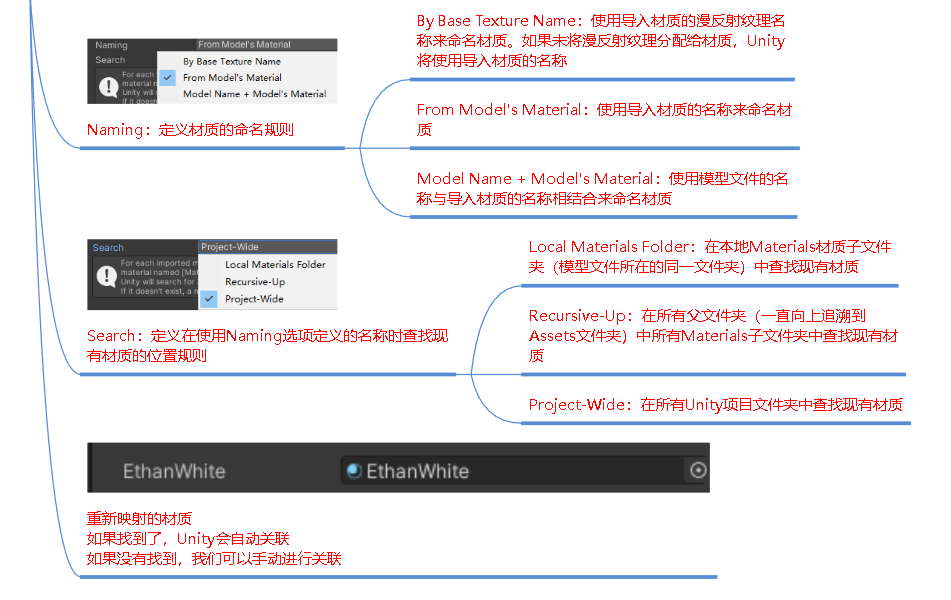 Naming
From Model's Material
Search
By Base Texture Name
From Model's Material
Model Name + Model's Material
For each
material n
Unity will
If it doesn
Naming：定义材质的命名规则
By Base Texture Name：使用导入材质的漫反射纹理名
称来命名材质。如果未将漫反射纹理分配给材质，Unity
将使用导入材质的名称
From Model's Material：使用导入材质的名称来命名材
质
Model Name + Model's Material：使用模型文件的名
称与导入材质的名称相结合来命名材质
Search
Project-Wide
For each imported m
material named [Mat
Unity will search for
If it doesn't exist, a n
Local Materials Folder
Recursive-Up
Project-Wide
Search：定义在使用Naming选项定义的名称时查找现
有材质的位置规则
Local Materials Folder：在本地Materials材质子文件
夹（模型文件所在的同一文件夹）中查找现有材质
Recursive-Up：在所有父文件夹（一直向上追溯到
Assets文件夹）中所有Materials子文件夹中查找现有材
质
Project-Wide：在所有Unity项目文件夹中查找现有材质
EthanWhite
EthanWhite
重新映射的材质
如果找到了，Unity会自动关联
如果没有找到，我们可以手动进行关联